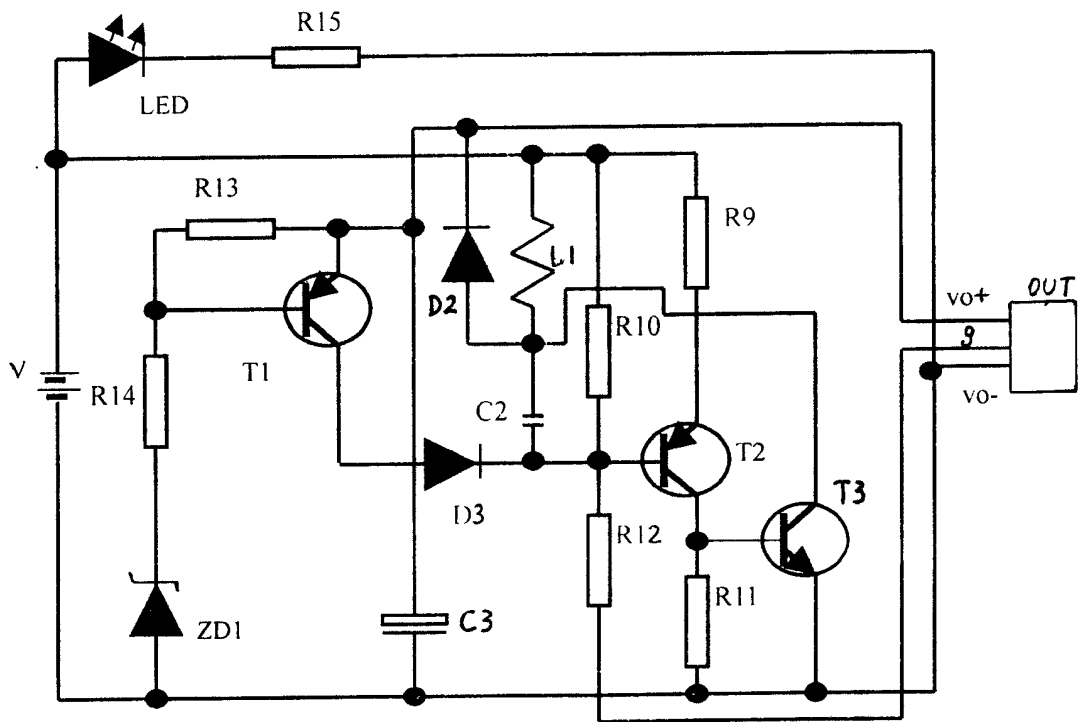 R15
LED
R13
R9
L1
OUT
vo+
D2
R10
g
T1
V
R14
C2
vo-
T2
D3
T3
R12
R11
ZD1
C3